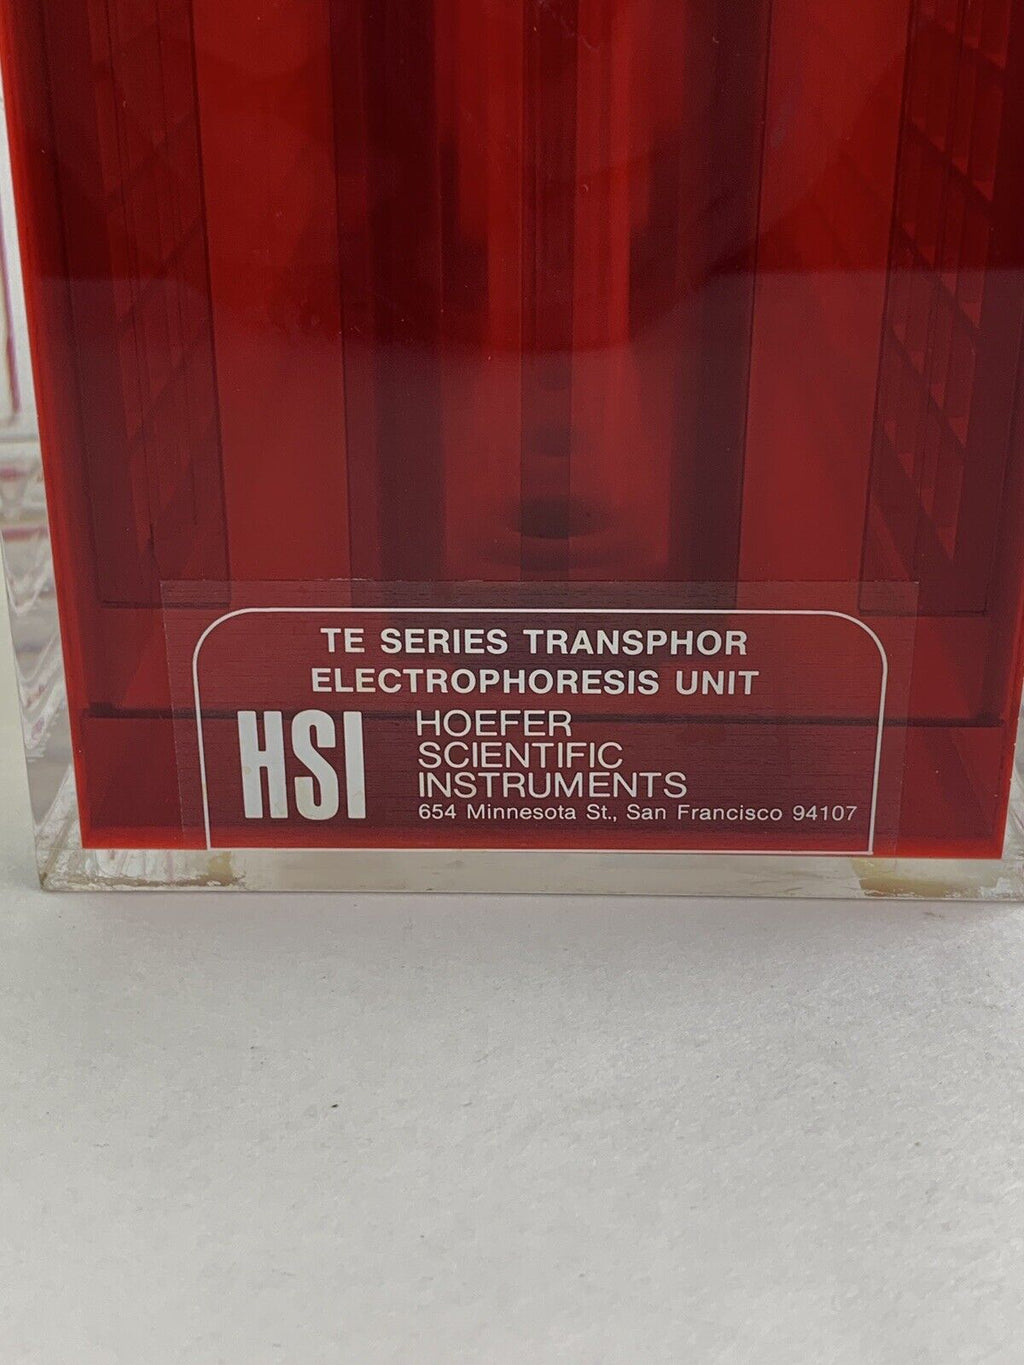 TE SERIES TRANSPHOR
ELECTROPHORESIS UNIT
HSI
HOEFER
SCIENTIFIC
INSTRUMENTS
654 Minnesota St., San Francisco 94107